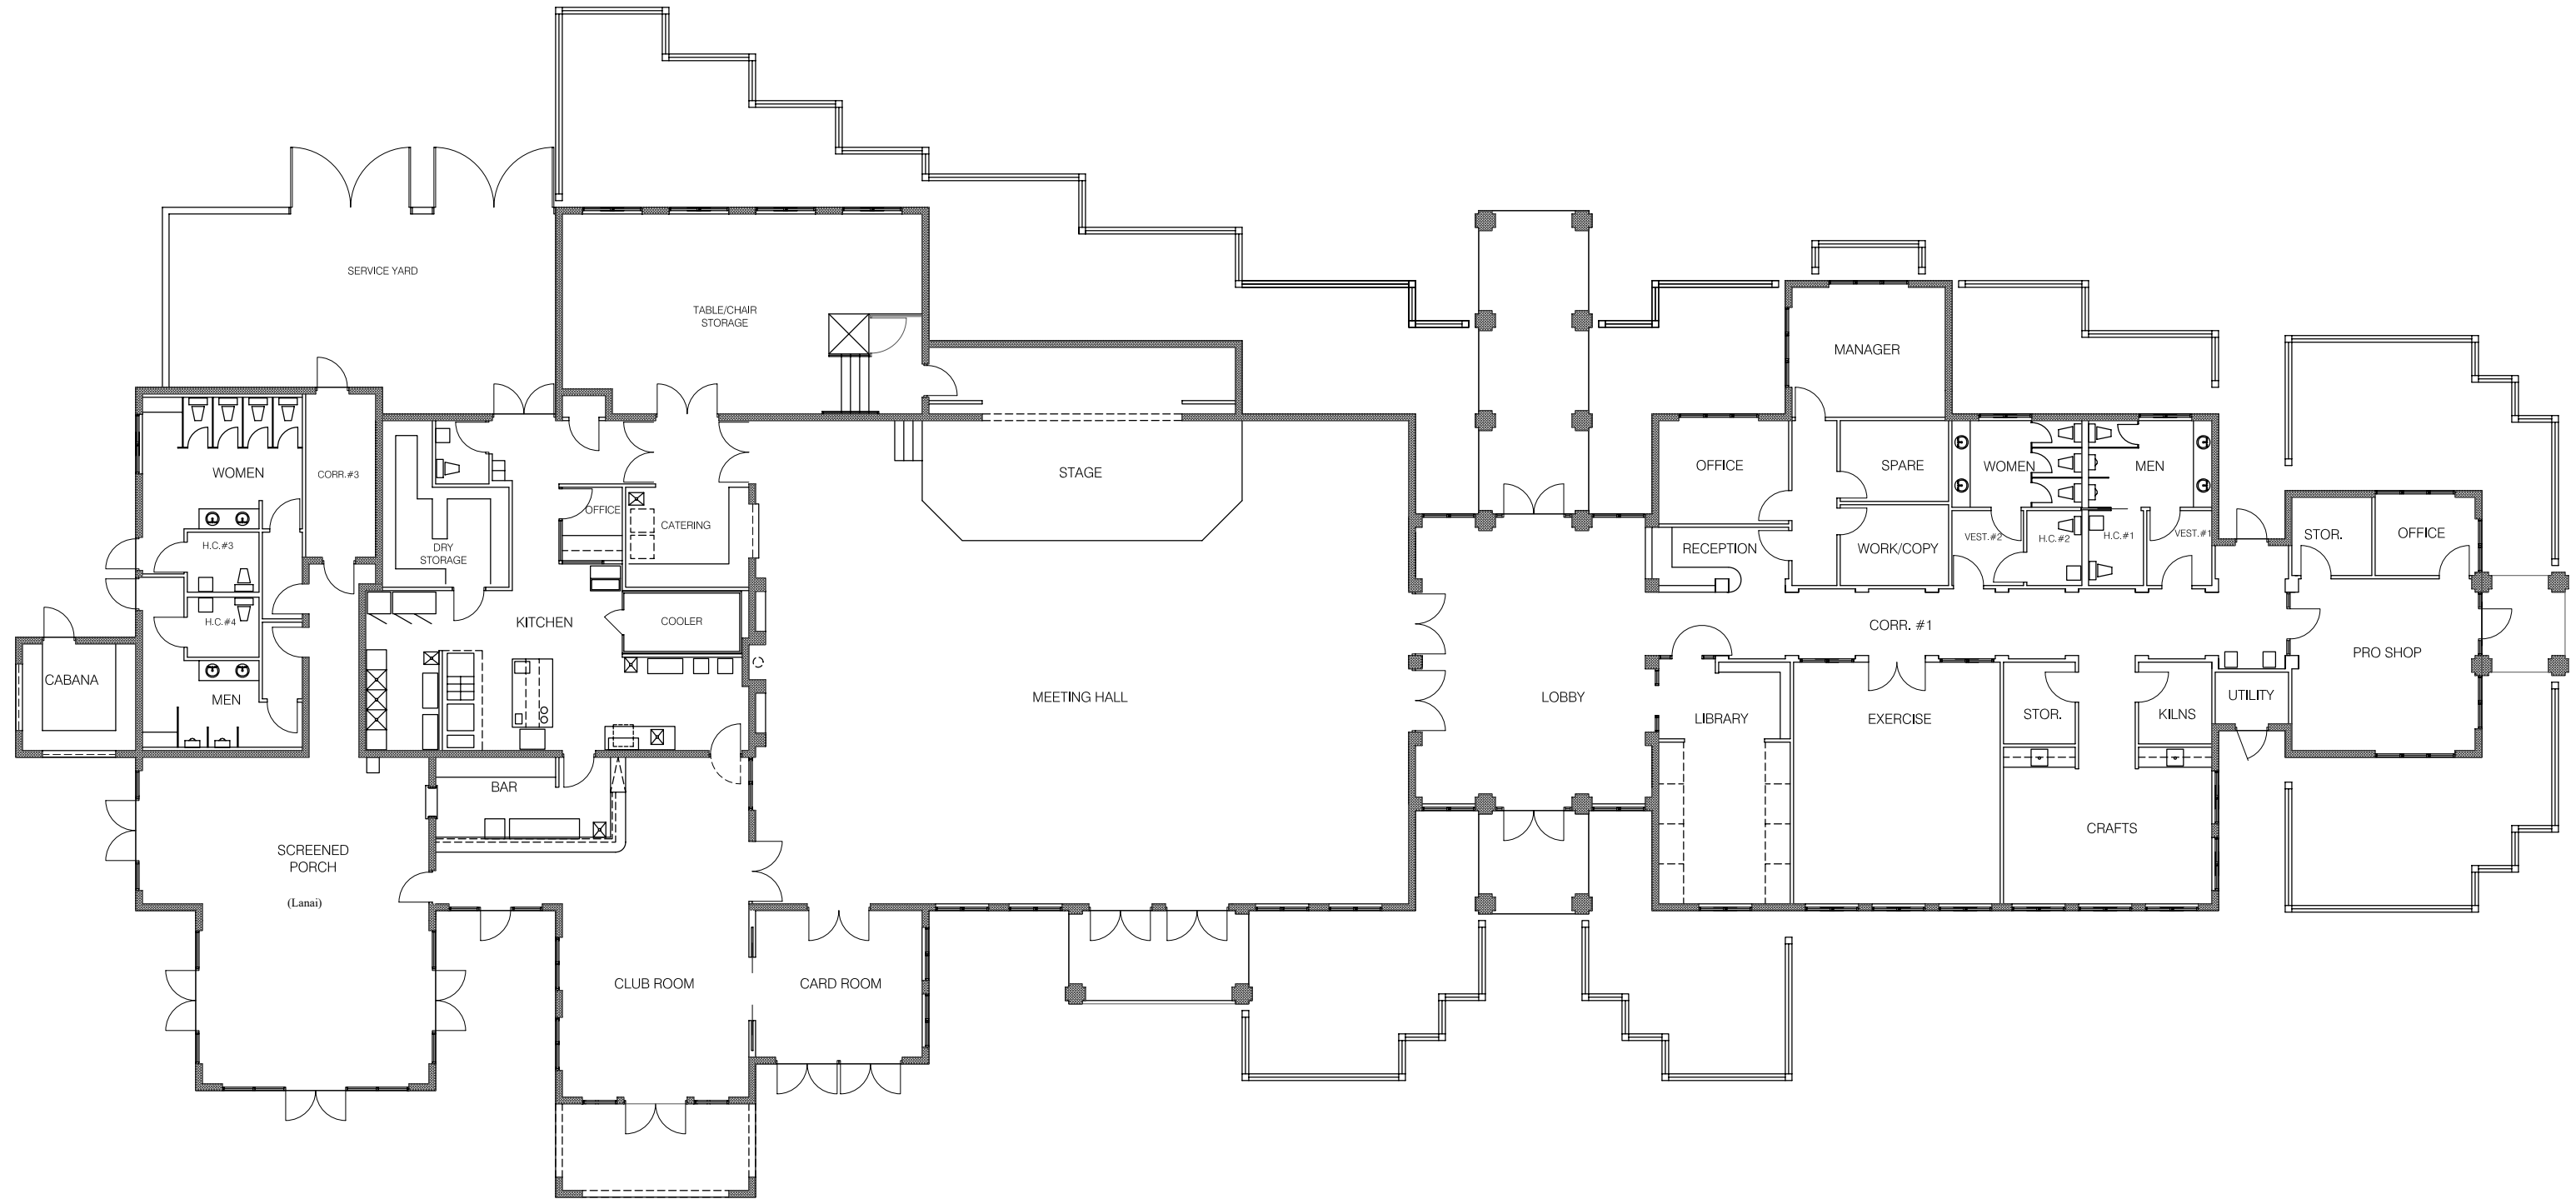 SERVICE YARD
TABLE/CHAIR
STORAGE
MANAGER
WOMEN
CORR.#3
STAGE
OFFICE
SPARE
WOMEN
MEN
OFFICE
CATERING
DRY
STORAGE
H.C.#3
RECEPTION
WORK/COPY
VEST.#2
H.C.#2
H.C.#1
VEST.#1
STOR.
OFFICE
H.C.#4
KITCHEN
COOLER
CORR. #1
PRO SHOP
CABANA
MEN
MEETING HALL
LOBBY
LIBRARY
EXERCISE
STOR.
KILNS
UTILITY
BAR
CRAFTS
SCREENED
PORCH
(Lanai)
CLUB ROOM
CARD ROOM